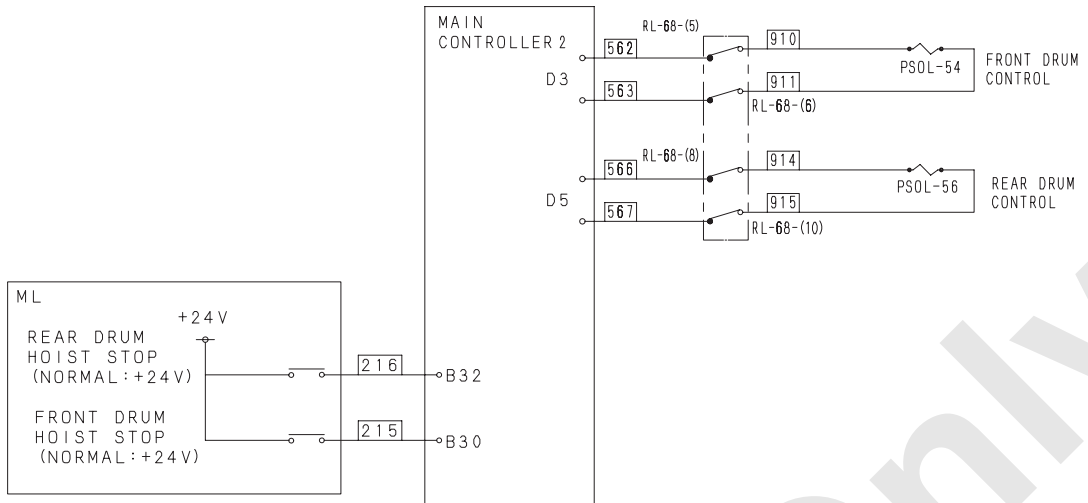 MAIN
CONTROLLER 2
RL-68-(5)
562
910
D3
PSOL-54
FRONT DRUM
CONTROL
563
911
RL-68-(6)
RL-68-(8)
566
914
D5
PSOL-56
REAR DRUM
CONTROL
567
915
RL-68-(10)
ML
+24V
REAR DRUM
HOIST STOP
(NORMAL:+24V)
216
B32
FRONT DRUM
HOIST STOP
(NORMAL:+24V)
215
B30
only